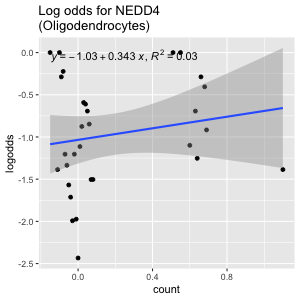 Log odds for NEDD4
(Oligodendrocytes)
y = −1.03 + 0.343 x, R² = 0.03
0.0
-0.5
-1.0
-1.5
-2.0
-2.5
logodds
0.0 0.4 0.8
count